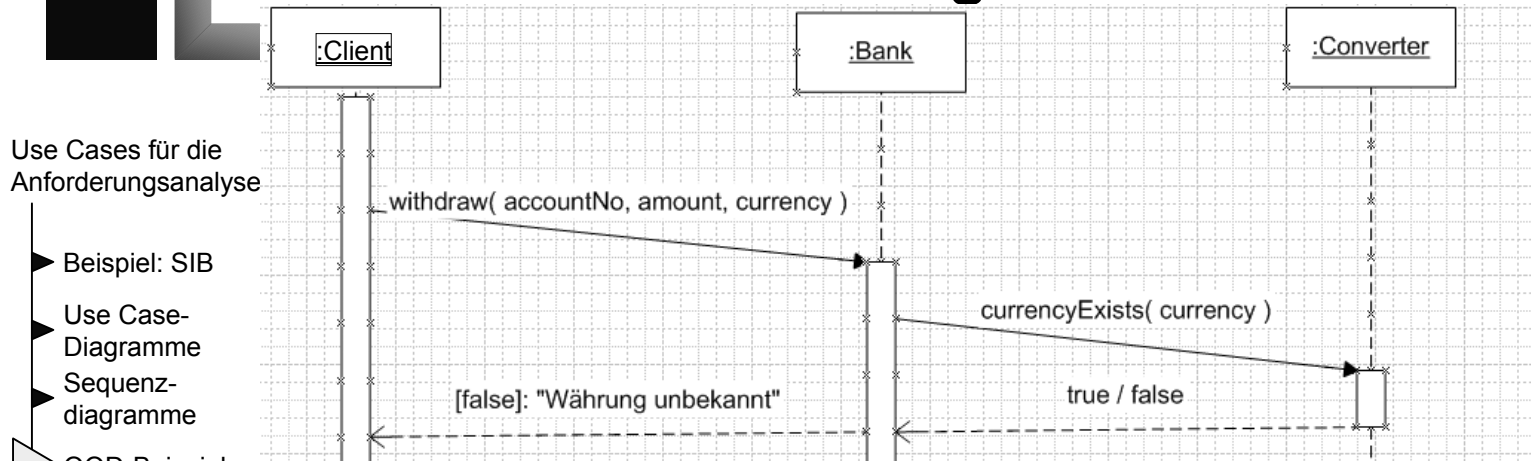 :Client
:Bank
:Converter
Use Cases für die
Anforderungsanalyse
withdraw( accountNo, amount, currency )
Beispiel: SIB
currencyExists( currency )
Use Case-
Diagramme
Sequenz-
diagramme
[false]: "Währung unbekannt"
true / false